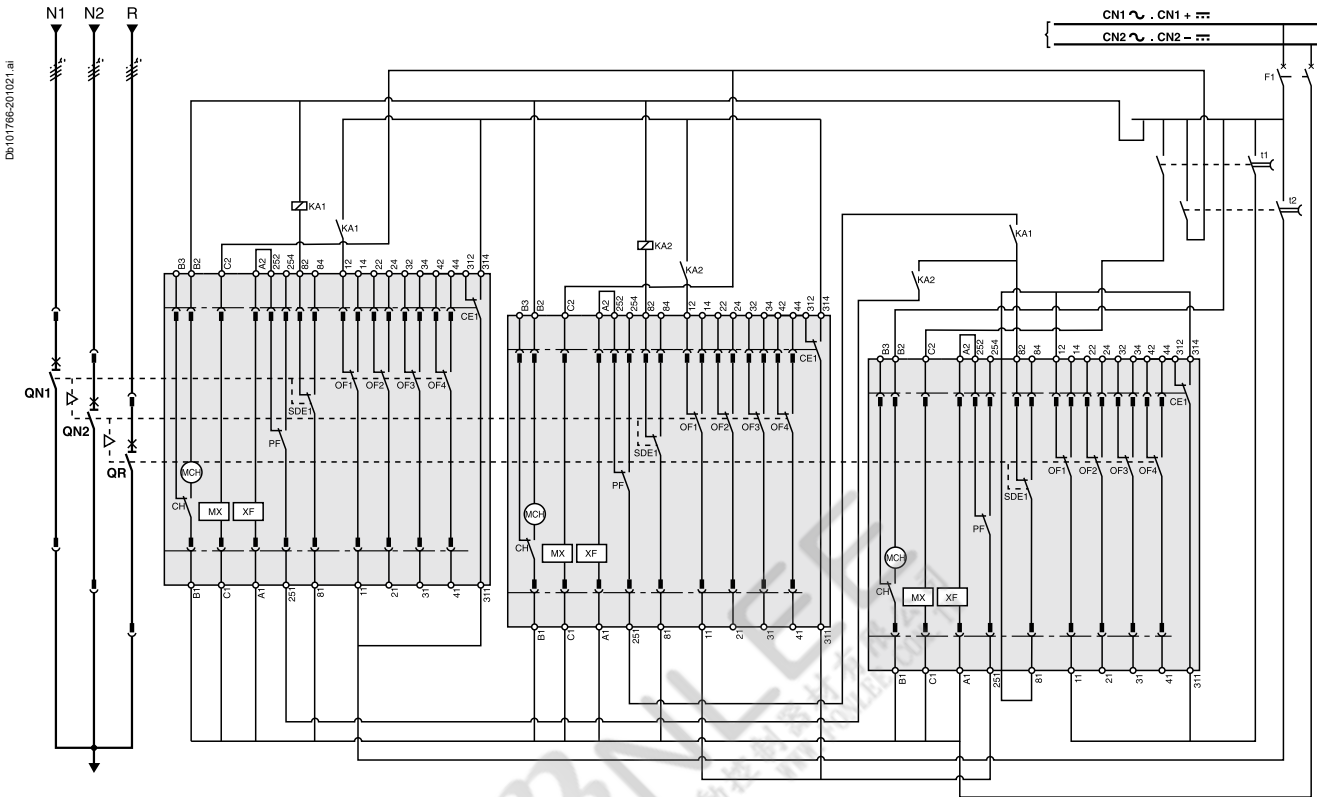 N1 N2 R
CN1 ∿ . CN1 + ⎓
CN2 ∿ . CN2 – ⎓
Db101766-201021.ai
F1
t1
t2
KA1
KA1
KA2
KA2
KA1
KA2
B3 B2 C2 A2 252 254 82 84 12 14 22 24 32 34 42 44 312 314
CE1
OF1 OF2 OF3 OF4
SDE1
PF
MCH
CH
MX XF
B1 C1 A1 251 81 11 21 31 41 311
B3 B2 C2 A2 252 254 82 84 12 14 22 24 32 34 42 44 312 314
CE1
OF1 OF2 OF3 OF4
SDE1
PF
MCH
CH
MX XF
B1 C1 A1 251 81 11 21 31 41 311
B3 B2 C2 A2 252 254 82 84 12 14 22 24 32 34 42 44 312 314
CE1
OF1 OF2 OF3 OF4
SDE1
PF
MCH
CH
MX XF
B1 C1 A1 251 81 11 21 31 41 311
QN1
QN2
QR